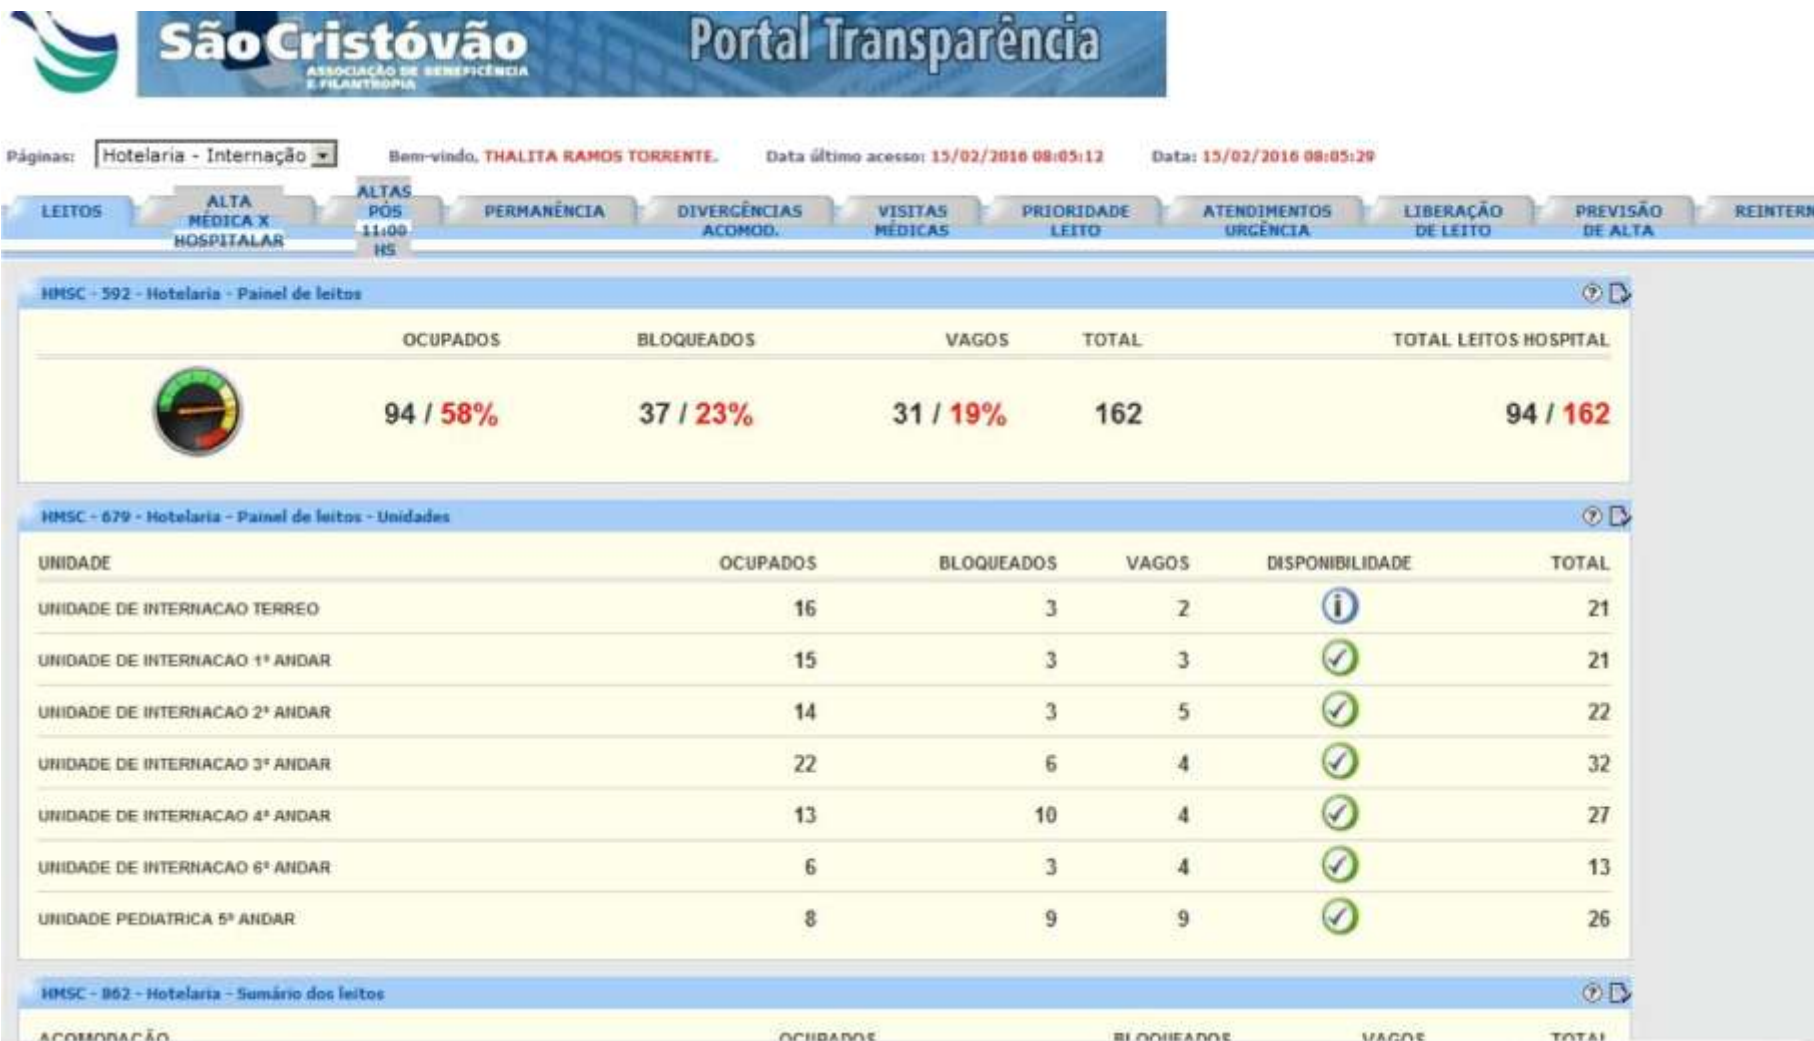 SãoCristóvão
ASSOCIAÇÃO DE BENEFICÊNCIA
E FILANTROPIA
Portal Transparência
Páginas: Hotelaria - Internação Bem-vindo, THALITA RAMOS TORRENTE. Data último acesso: 15/02/2016 08:05:12 Data: 15/02/2016 08:05:29
LEITOS
ALTA
MÉDICA X
HOSPITALAR
ALTAS
PÓS
11:00
HS
PERMANÊNCIA
DIVERGÊNCIAS
ACOMOD.
VISITAS
MÉDICAS
PRIORIDADE
LEITO
ATENDIMENTOS
URGÊNCIA
LIBERAÇÃO
DE LEITO
PREVISÃO
DE ALTA
REINTERN
HMSC - 592 - Hotelaria - Painel de leitos
OCUPADOS BLOQUEADOS VAGOS TOTAL TOTAL LEITOS HOSPITAL
94 / 58% 37 / 23% 31 / 19% 162 94 / 162
HMSC - 679 - Hotelaria - Painel de leitos - Unidades
UNIDADE OCUPADOS BLOQUEADOS VAGOS DISPONIBILIDADE TOTAL
UNIDADE DE INTERNACAO TERREO 16 3 2 i 21
UNIDADE DE INTERNACAO 1º ANDAR 15 3 3 21
UNIDADE DE INTERNACAO 2º ANDAR 14 3 5 22
UNIDADE DE INTERNACAO 3º ANDAR 22 6 4 32
UNIDADE DE INTERNACAO 4º ANDAR 13 10 4 27
UNIDADE DE INTERNACAO 6º ANDAR 6 3 4 13
UNIDADE PEDIATRICA 5º ANDAR 8 9 9 26
HMSC - 862 - Hotelaria - Sumário dos leitos
ACOMODAÇÃO OCUPADOS BLOQUEADOS VAGOS TOTAL